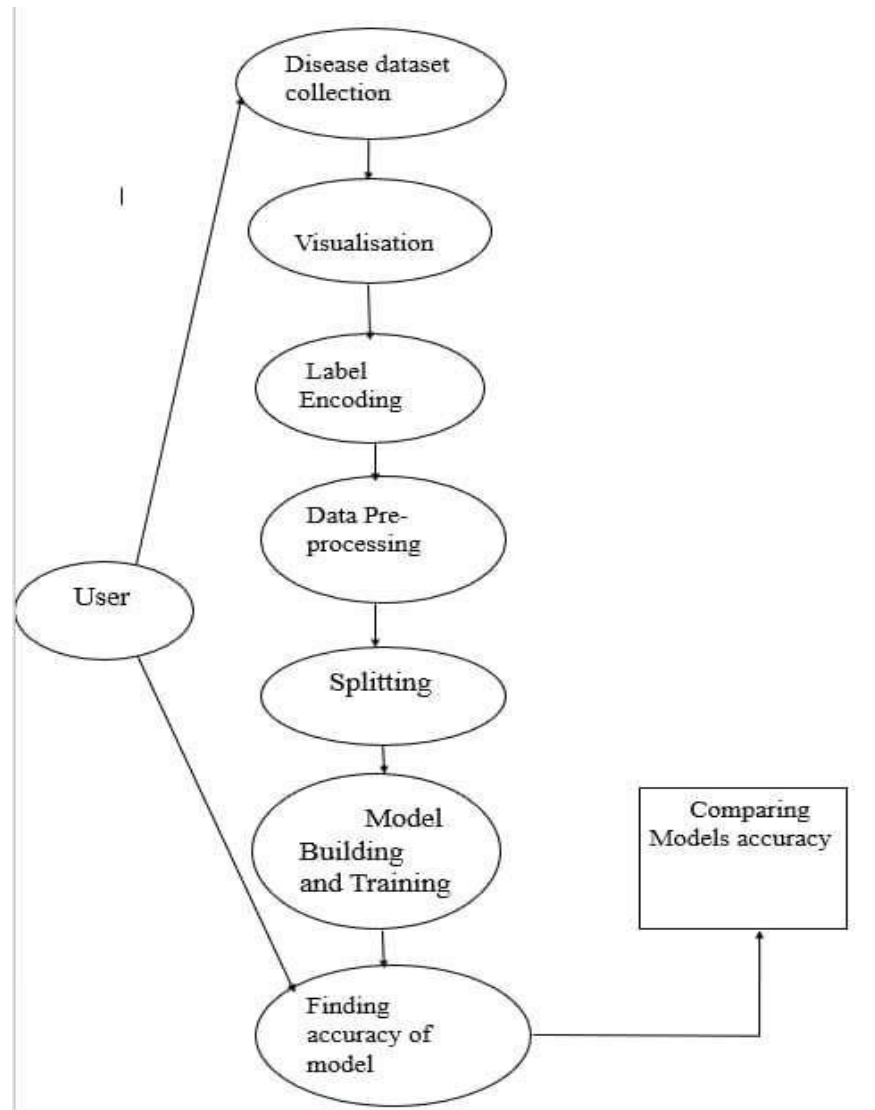 Disease dataset
collection
Visualisation
Label
Encoding
Data Pre-
processing
User
Splitting
Model
Building
and Training
Comparing
Models accuracy
Finding
accuracy of
model